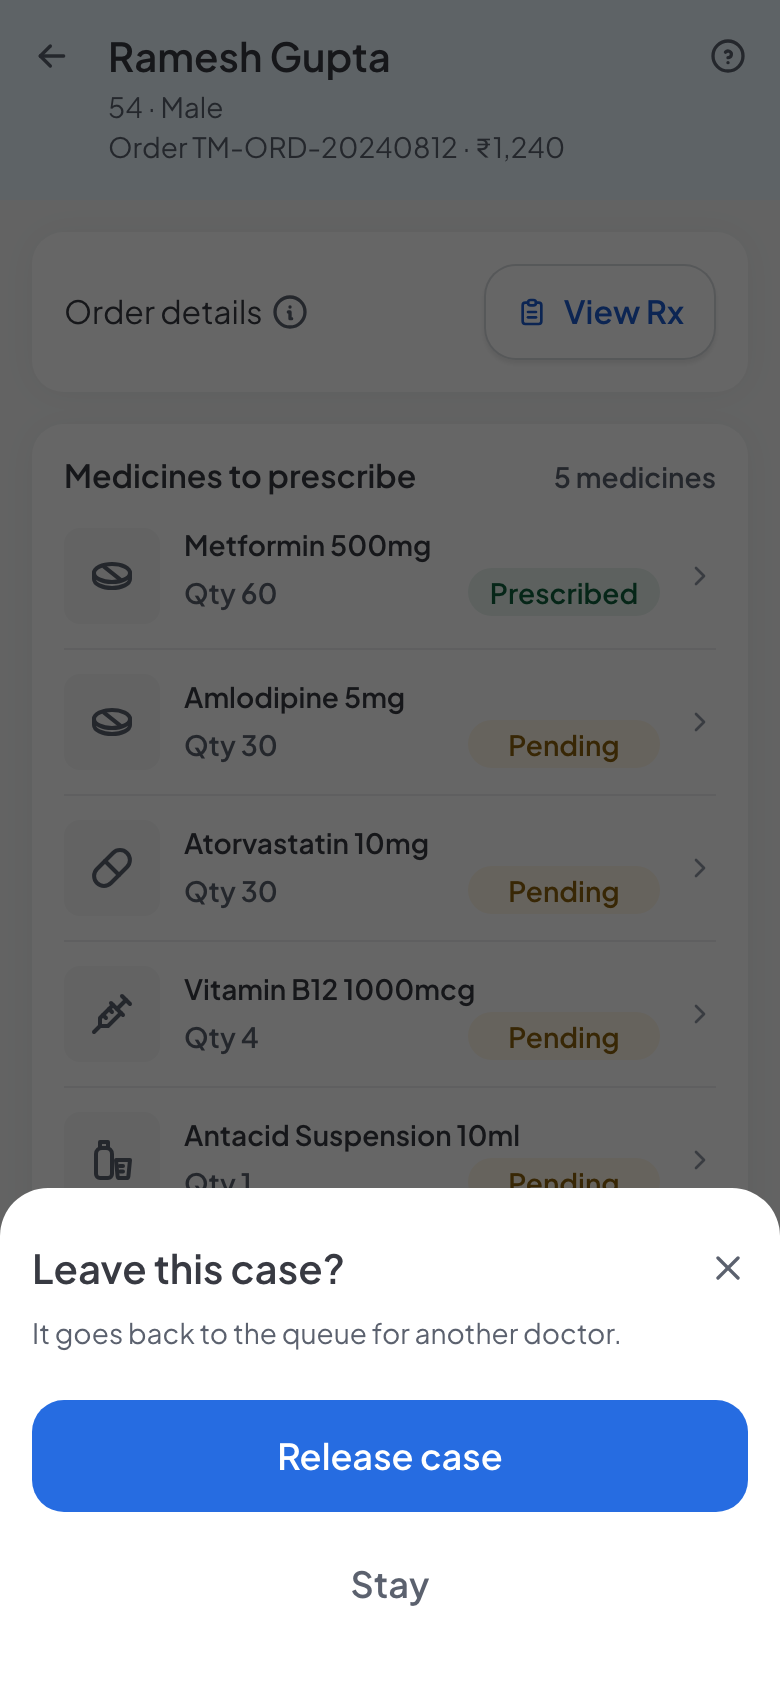 Ramesh Gupta
54 · Male
Order TM-ORD-20240812 · ₹1,240
Order details
View Rx
Medicines to prescribe
5 medicines
Metformin 500mg
Qty 60
Prescribed
Amlodipine 5mg
Qty 30
Pending
Atorvastatin 10mg
Qty 30
Pending
Vitamin B12 1000mcg
Qty 4
Pending
Antacid Suspension 10ml
Qty 1
Pending
Leave this case?
It goes back to the queue for another doctor.
Release case
Stay